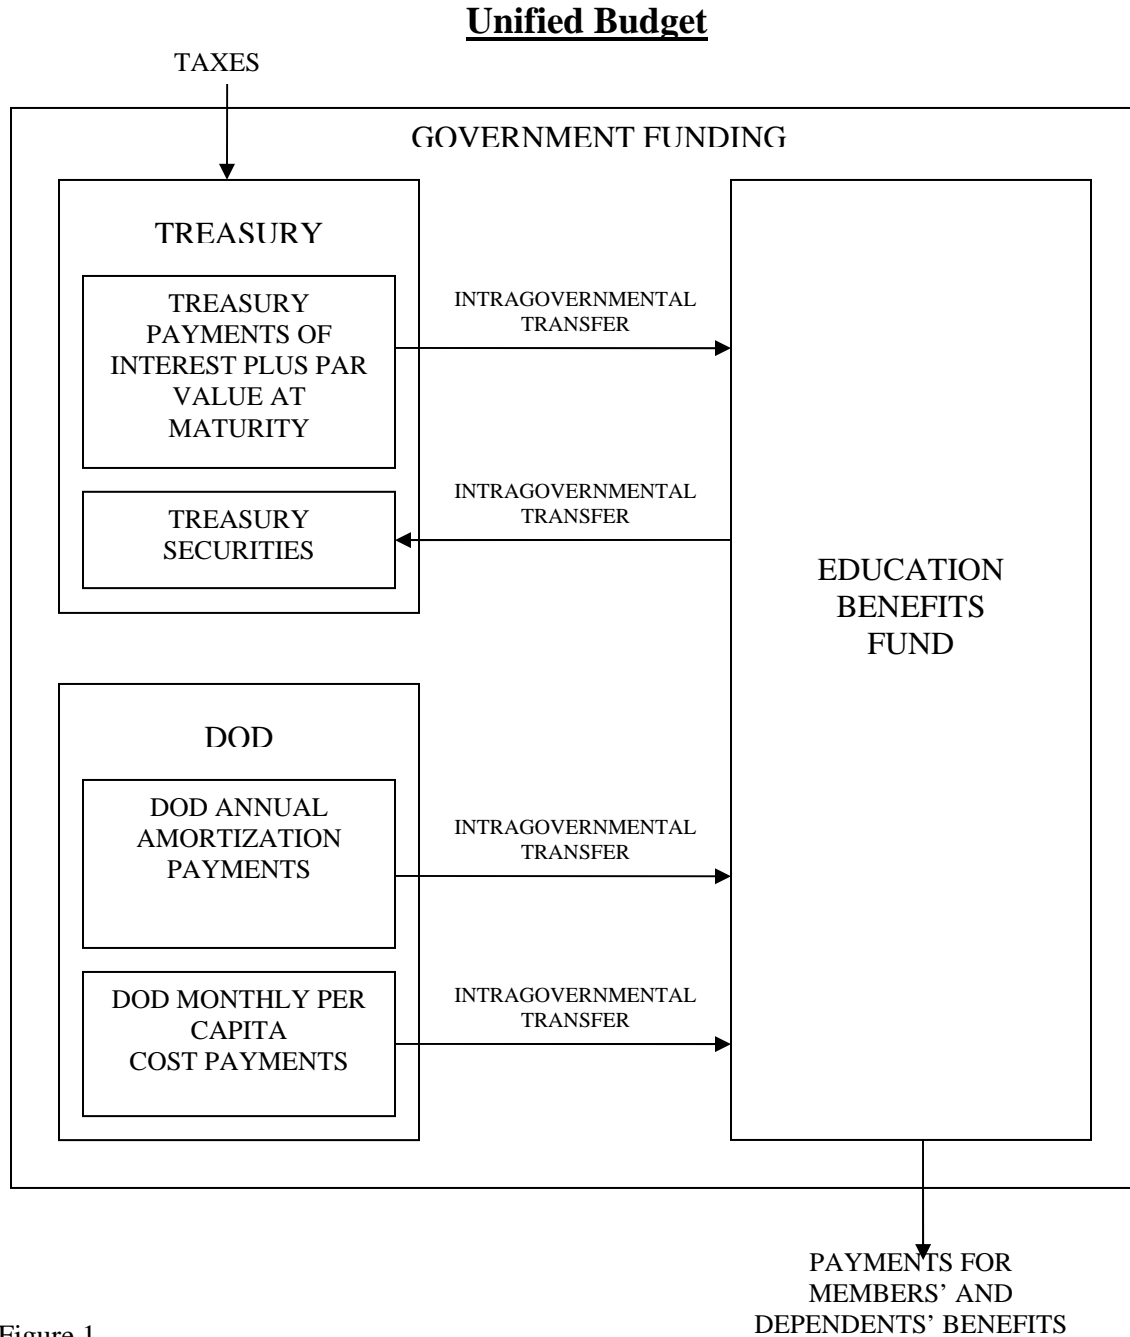 Unified Budget
TAXES
GOVERNMENT FUNDING
TREASURY
TREASURY
PAYMENTS OF
INTEREST PLUS PAR
VALUE AT
MATURITY
INTRAGOVERNMENTAL
TRANSFER
TREASURY
SECURITIES
INTRAGOVERNMENTAL
TRANSFER
EDUCATION
BENEFITS
FUND
DOD
DOD ANNUAL
AMORTIZATION
PAYMENTS
INTRAGOVERNMENTAL
TRANSFER
DOD MONTHLY PER
CAPITA
COST PAYMENTS
INTRAGOVERNMENTAL
TRANSFER
PAYMENTS FOR
MEMBERS’ AND
DEPENDENTS’ BENEFITS
Figure 1